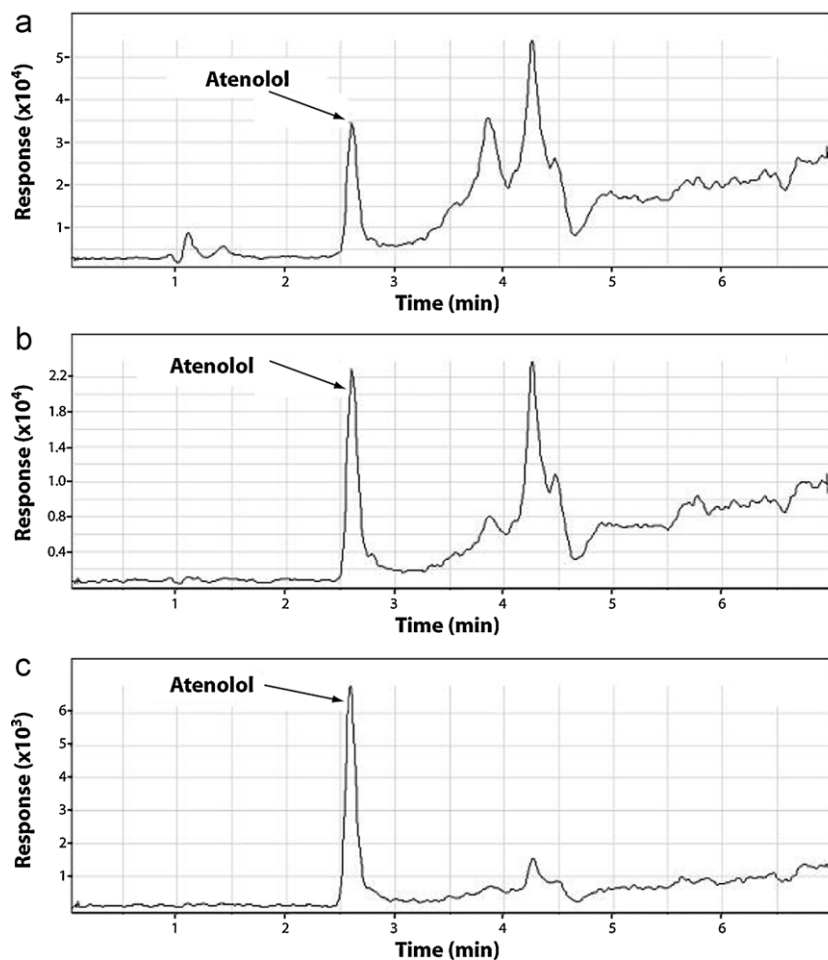 a
Response (x10⁴)
5
4
3
2
1
Atenolol
1 2 3 4 5 6
Time (min)
b
Response (x10⁴)
2.2
1.8
1.4
1.0
0.8
0.4
Atenolol
1 2 3 4 5 6
Time (min)
c
Response (x10³)
6
5
4
3
2
1
Atenolol
1 2 3 4 5 6
Time (min)